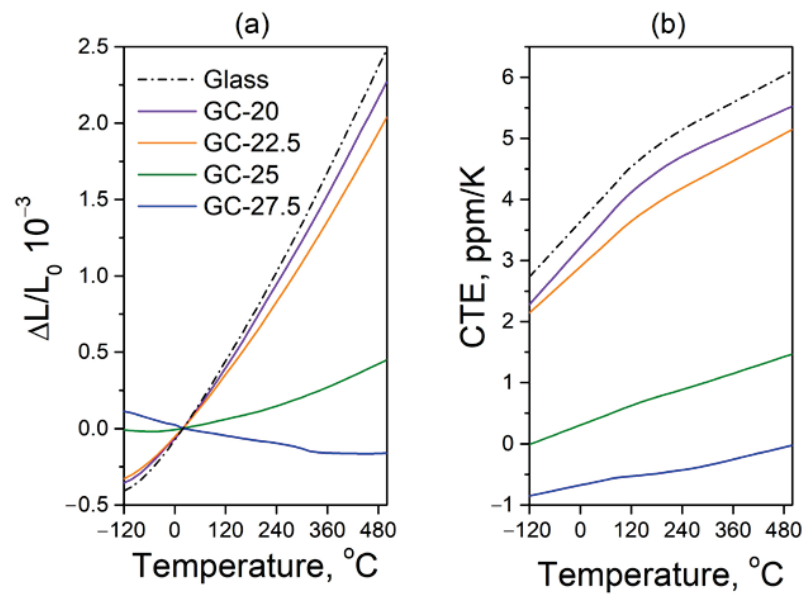 (a)
2.5
2.0
1.5
1.0
0.5
0.0
−0.5
ΔL/L₀ 10⁻³
Glass
GC-20
GC-22.5
GC-25
GC-27.5
−120 0 120 240 360 480
Temperature, °C
(b)
6
5
4
3
2
1
0
−1
CTE, ppm/K
−120 0 120 240 360 480
Temperature, °C